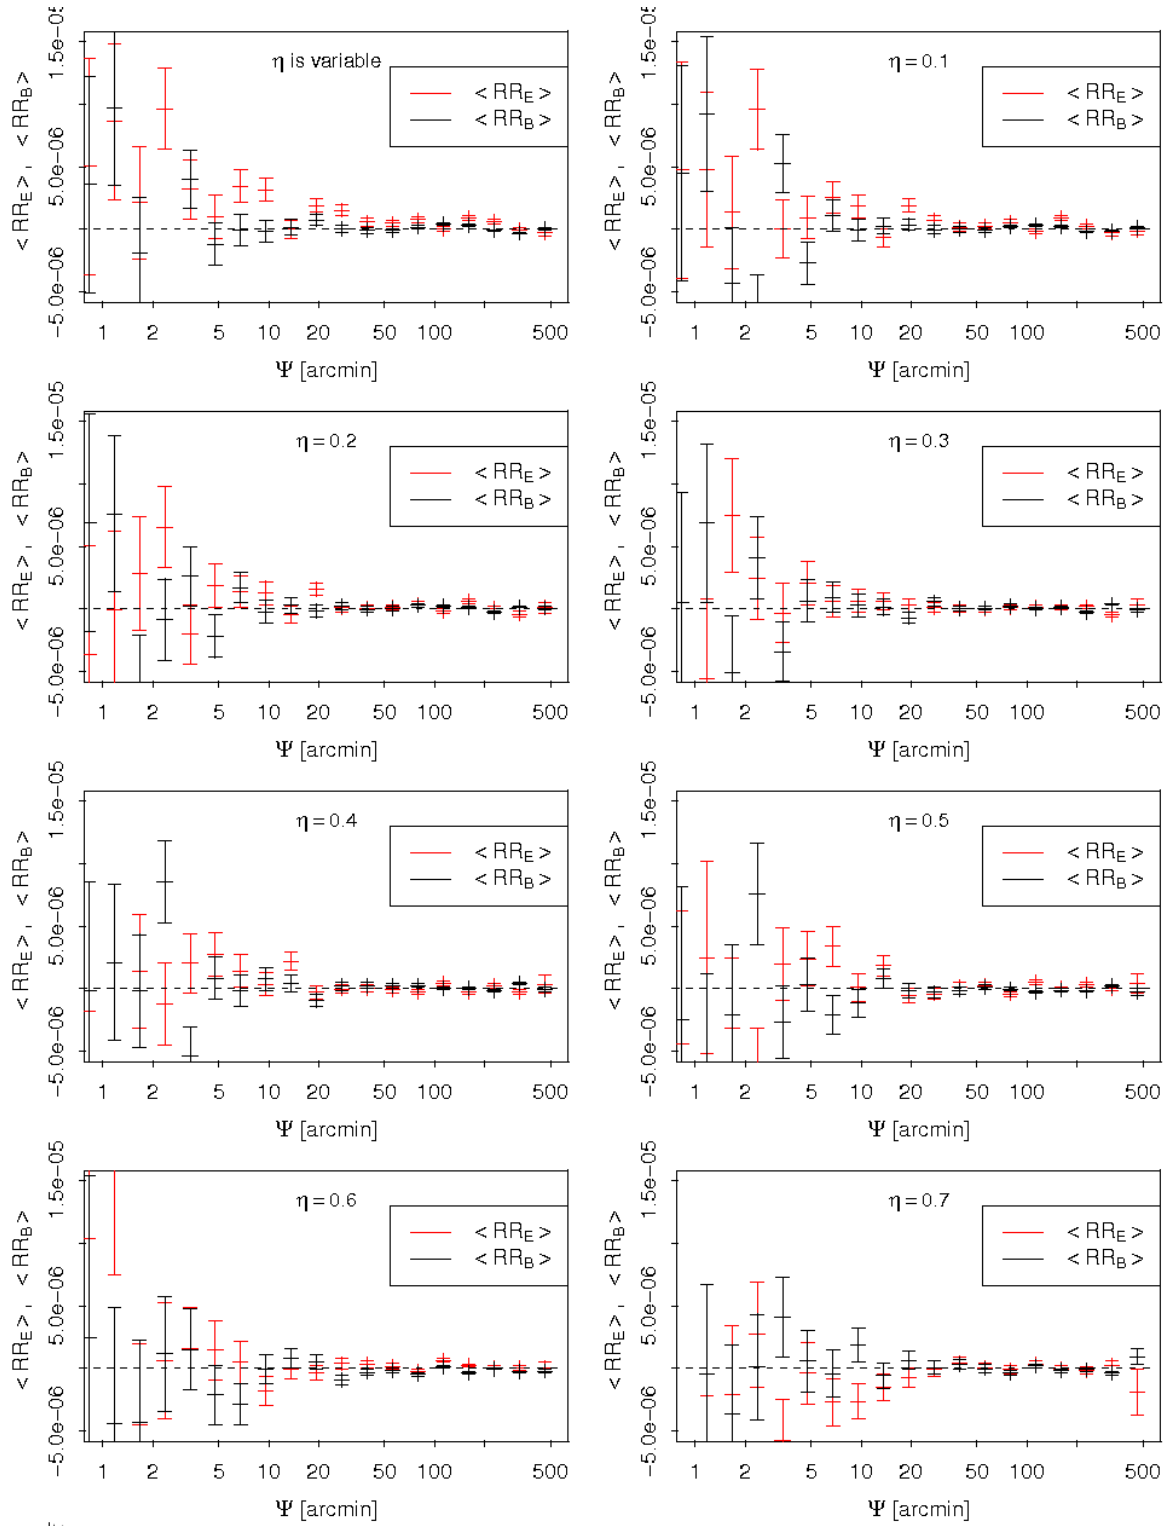 η is variable
< RR_E >
< RR_B >
< RR_E > , < RR_B >
−5.0e−06 5.0e−06 1.5e−05
1 2 5 10 20 50 100 500
Ψ [arcmin]
η = 0.1
< RR_E >
< RR_B >
< RR_E > , < RR_B >
−5.0e−06 5.0e−06 1.5e−05
1 2 5 10 20 50 100 500
Ψ [arcmin]
η = 0.2
< RR_E >
< RR_B >
< RR_E > , < RR_B >
−5.0e−06 5.0e−06 1.5e−05
1 2 5 10 20 50 100 500
Ψ [arcmin]
η = 0.3
< RR_E >
< RR_B >
< RR_E > , < RR_B >
−5.0e−06 5.0e−06 1.5e−05
1 2 5 10 20 50 100 500
Ψ [arcmin]
η = 0.4
< RR_E >
< RR_B >
< RR_E > , < RR_B >
−5.0e−06 5.0e−06 1.5e−05
1 2 5 10 20 50 100 500
Ψ [arcmin]
η = 0.5
< RR_E >
< RR_B >
< RR_E > , < RR_B >
−5.0e−06 5.0e−06 1.5e−05
1 2 5 10 20 50 100 500
Ψ [arcmin]
η = 0.6
< RR_E >
< RR_B >
< RR_E > , < RR_B >
−5.0e−06 5.0e−06 1.5e−05
1 2 5 10 20 50 100 500
Ψ [arcmin]
η = 0.7
< RR_E >
< RR_B >
< RR_E > , < RR_B >
−5.0e−06 5.0e−06 1.5e−05
1 2 5 10 20 50 100 500
Ψ [arcmin]